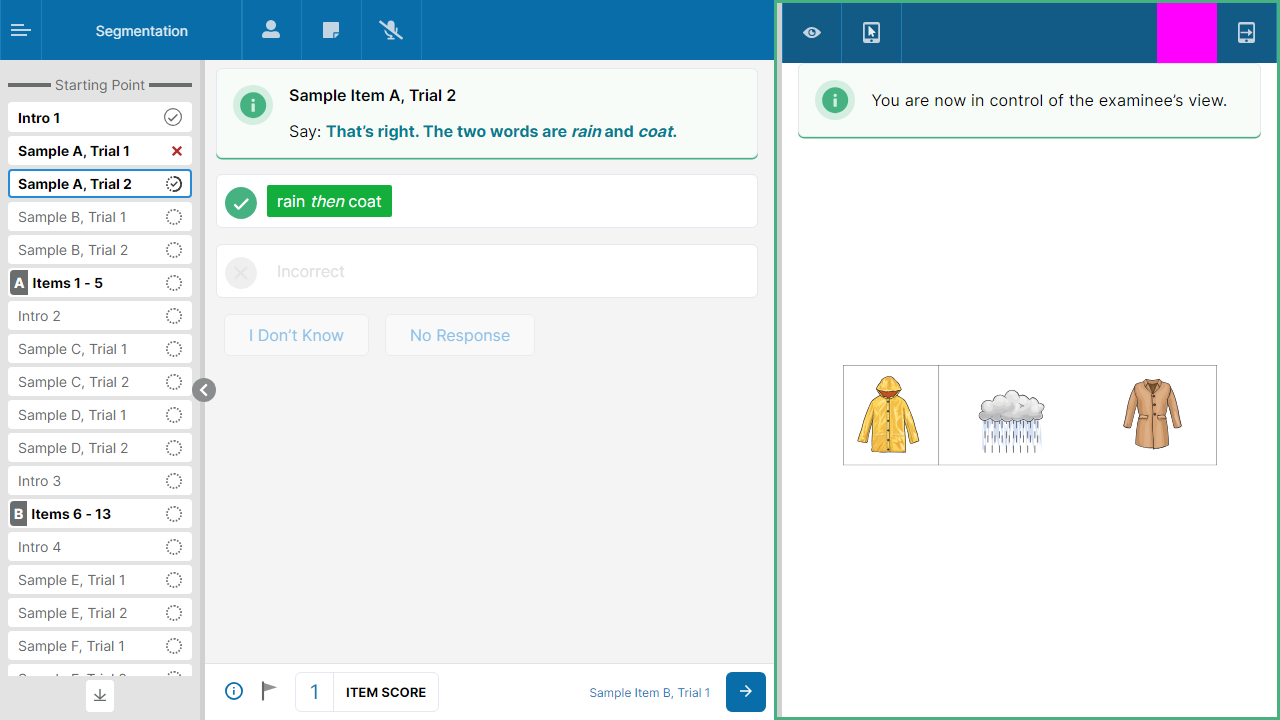 Segmentation
Starting Point
Intro 1
Sample A, Trial 1
Sample A, Trial 2
Sample B, Trial 1
Sample B, Trial 2
A Items 1 - 5
Intro 2
Sample C, Trial 1
Sample C, Trial 2
Sample D, Trial 1
Sample D, Trial 2
Intro 3
B Items 6 - 13
Intro 4
Sample E, Trial 1
Sample E, Trial 2
Sample F, Trial 1
Sample Item A, Trial 2
Say: That’s right. The two words are rain and coat.
rain then coat
Incorrect
I Don’t Know
No Response
1 ITEM SCORE
Sample Item B, Trial 1
You are now in control of the examinee’s view.